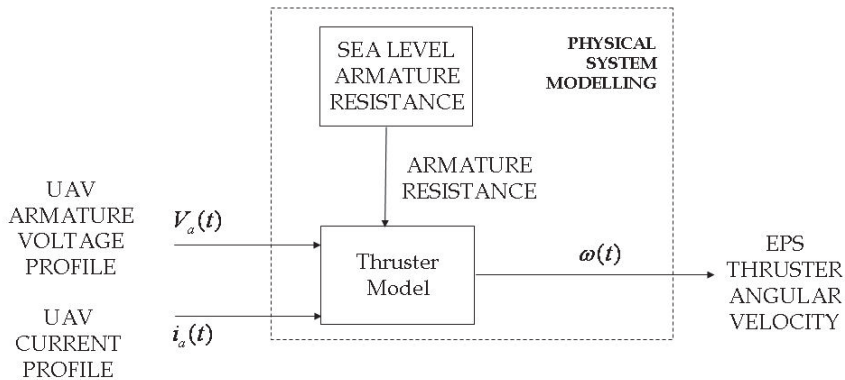 SEA LEVEL
ARMATURE
RESISTANCE
PHYSICAL
SYSTEM
MODELLING
ARMATURE
RESISTANCE
UAV
ARMATURE
VOLTAGE
PROFILE
V_a(t)
Thruster
Model
ω(t)
EPS
THRUSTER
ANGULAR
VELOCITY
UAV
CURRENT
PROFILE
i_a(t)